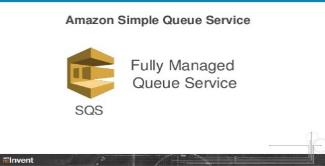 Amazon Simple Queue Service
Fully Managed
Queue Service
SQS
re:Invent